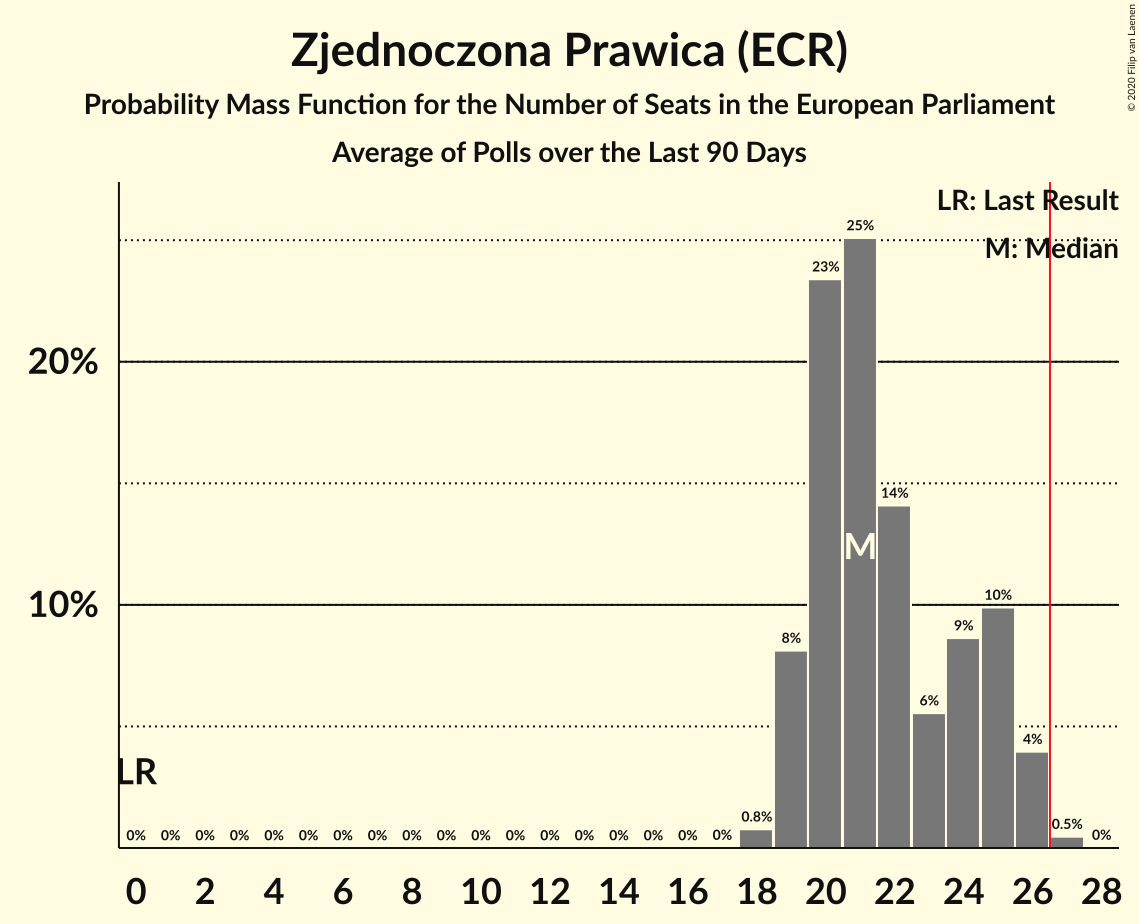 Zjednoczona Prawica (ECR)
Probability Mass Function for the Number of Seats in the European Parliament
Average of Polls over the Last 90 Days
© 2020 Filip van Laenen
LR: Last Result
M: Median
20%
10%
25%
23%
14%
M
10%
9%
8%
6%
4%
LR
0% 0% 0% 0% 0% 0% 0% 0% 0% 0% 0% 0% 0% 0% 0% 0% 0% 0% 0.8% 0.5% 0%
0 2 4 6 8 10 12 14 16 18 20 22 24 26 28